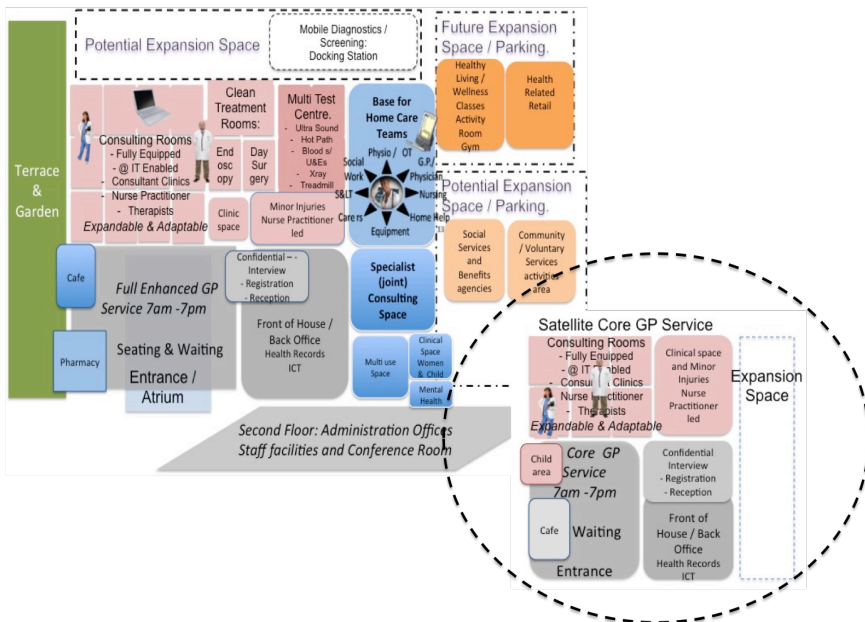 Potential Expansion Space
Mobile Diagnostics /
Screening:
Docking Station
Future Expansion
Space / Parking.
Healthy
Living /
Wellness
Classes
Activity
Room
Gym
Health
Related
Retail
Terrace
&
Garden
Consulting Rooms
- Fully Equipped
- @ IT Enabled
- Consultant Clinics
- Nurse Practitioner
- Therapists
Expandable & Adaptable
Clean
Treatment
Rooms:
End
osc
opy
Day
Sur
gery
Clinic
space
Multi Test
Centre.
- Ultra Sound
- Hot Path
- Blood s/
U&Es
- Xray
- Treadmill
Minor Injuries
Nurse Practitioner
led
Base for
Home Care
Teams
Physio / OT
Social
Work
G.P./
Physician
S&LT
Nursing
Care rs
Home Help
Equipment
13
Potential Expansion
Space / Parking.
Social
Services
and
Benefits
agencies
Community
/ Voluntary
Services
activities
area
Cafe
Full Enhanced GP
Service 7am -7pm
Pharmacy
Seating & Waiting
Entrance /
Atrium
Confidential – -
Interview
- Registration
- Reception
Front of House /
Back Office
Health Records
ICT
Specialist
(joint)
Consulting
Space
Multi use
Space
Clinical
Space
Women
& Child
Mental
Health
Second Floor: Administration Offices
Staff facilities and Conference Room
Satellite Core GP Service
Consulting Rooms
- Fully Equipped
- @ IT
- Clinics
- Nurse
- Therapists
Expandable & Adaptable
Clinical space
and Minor
Injuries
Nurse
Practitioner
led
Expansion
Space
Child
area
Core GP
Service
7am -7pm
Cafe
Waiting
Entrance
Confidential
Interview
- Registration
- Reception
Front of
House / Back
Office
Health Records
ICT